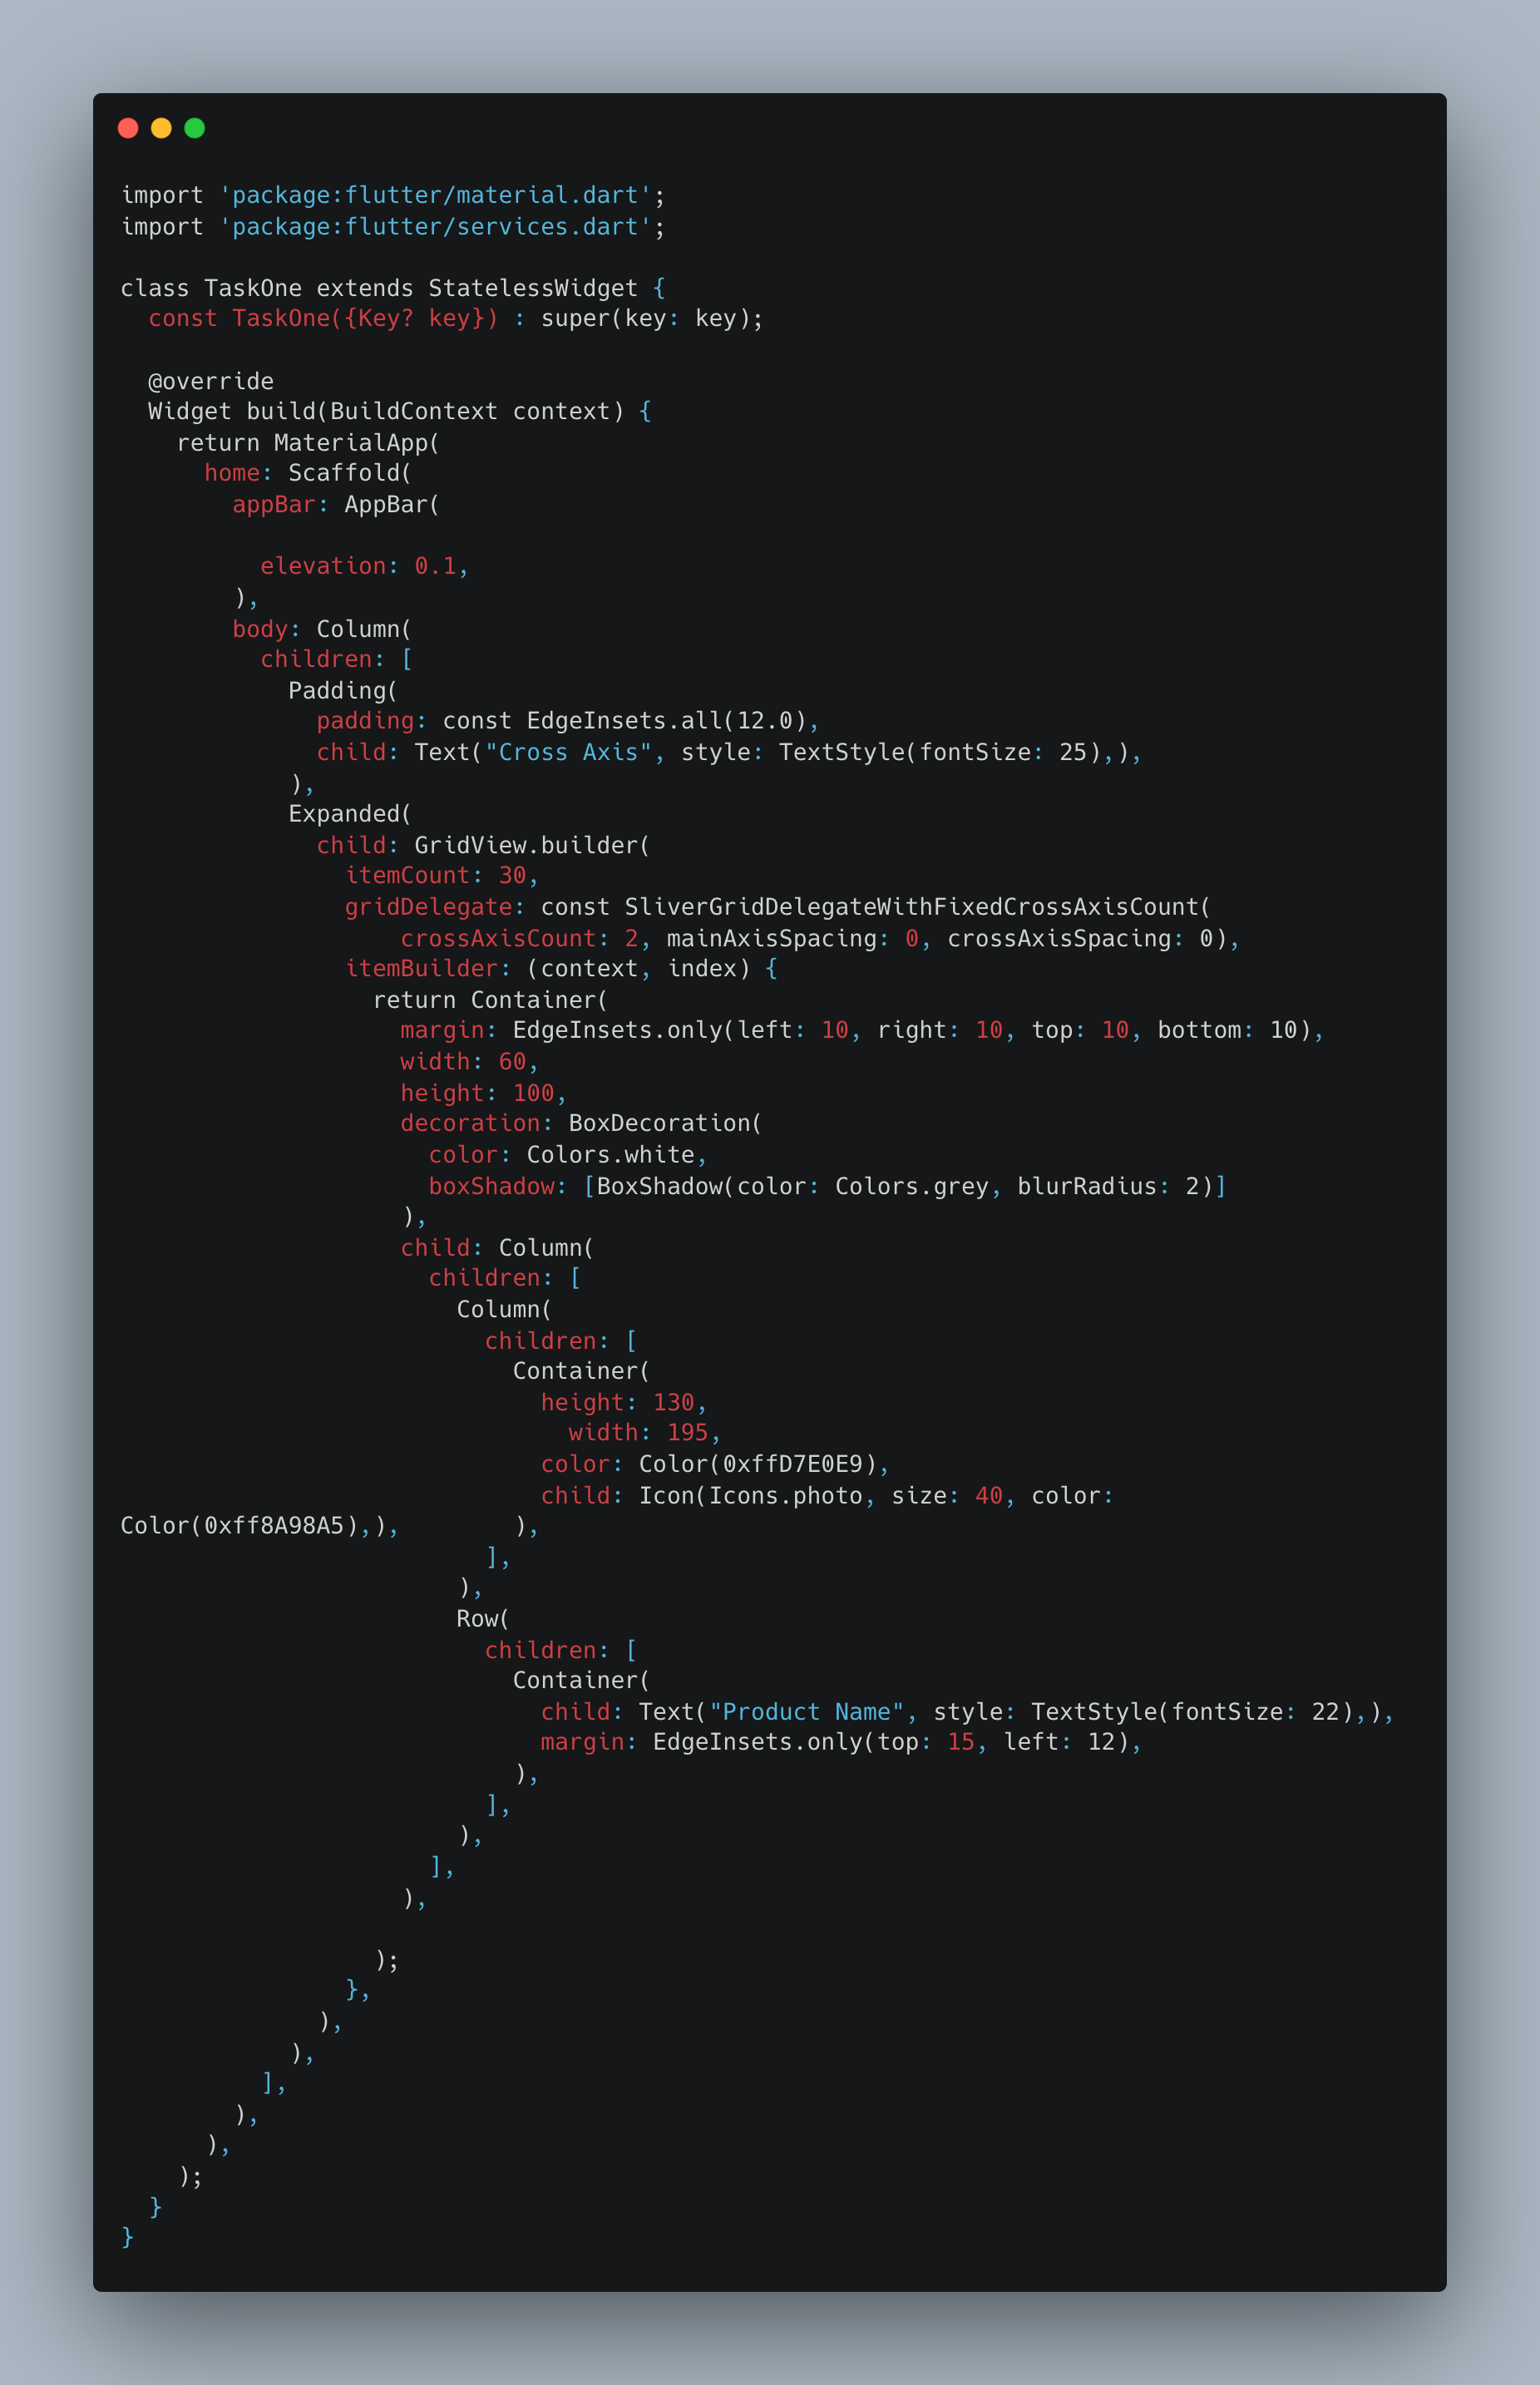 import 'package:flutter/material.dart';
import 'package:flutter/services.dart';

class TaskOne extends StatelessWidget {
  const TaskOne({Key? key}) : super(key: key);

  @override
  Widget build(BuildContext context) {
    return MaterialApp(
      home: Scaffold(
        appBar: AppBar(

          elevation: 0.1,
        ),
        body: Column(
          children: [
            Padding(
              padding: const EdgeInsets.all(12.0),
              child: Text("Cross Axis", style: TextStyle(fontSize: 25),),
            ),
            Expanded(
              child: GridView.builder(
                itemCount: 30,
                gridDelegate: const SliverGridDelegateWithFixedCrossAxisCount(
                    crossAxisCount: 2, mainAxisSpacing: 0, crossAxisSpacing: 0),
                itemBuilder: (context, index) {
                  return Container(
                    margin: EdgeInsets.only(left: 10, right: 10, top: 10, bottom: 10),
                    width: 60,
                    height: 100,
                    decoration: BoxDecoration(
                      color: Colors.white,
                      boxShadow: [BoxShadow(color: Colors.grey, blurRadius: 2)]
                    ),
                    child: Column(
                      children: [
                        Column(
                          children: [
                            Container(
                              height: 130,
                                width: 195,
                              color: Color(0xffD7E0E9),
                              child: Icon(Icons.photo, size: 40, color:
Color(0xff8A98A5),),        ),
                          ],
                        ),
                        Row(
                          children: [
                            Container(
                              child: Text("Product Name", style: TextStyle(fontSize: 22),),
                              margin: EdgeInsets.only(top: 15, left: 12),
                            ),
                          ],
                        ),
                      ],
                    ),

                  );
                },
              ),
            ),
          ],
        ),
      ),
    );
  }
}